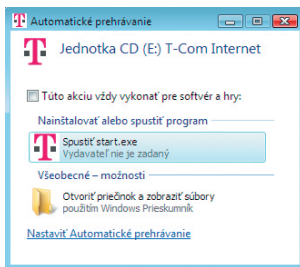 Automatické prehrávanie
Jednotka CD (E:) T-Com Internet
Túto akciu vždy vykonať pre softvér a hry:
Nainštalovať alebo spustiť program
Spustiť start.exe
Vydavateľ nie je zadaný
Všeobecné – možnosti
Otvoriť priečinok a zobraziť súbory
použitím Windows Prieskumník
Nastaviť Automatické prehrávanie